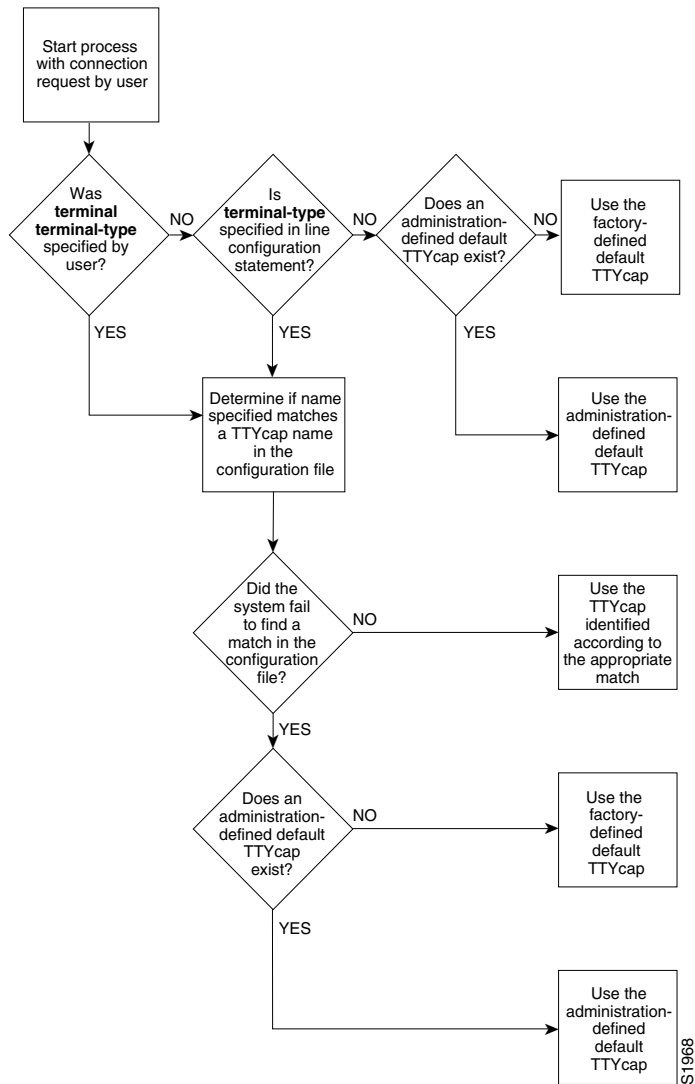 Start process
with connection
request by user
Was
terminal
terminal-type
specified by
user?
NO
Is
terminal-type
specified in line
configuration
statement?
NO
Does an
administration-
defined default
TTYcap exist?
NO
Use the
factory-
defined
default
TTYcap
YES
YES
YES
Determine if name
specified matches
a TTYcap name
in the
configuration file
Use the
administration-
defined
default
TTYcap
Did the
system fail
to find a
match in the
configuration
file?
NO
Use the
TTYcap
identified
according to
the appropriate
match
YES
Does an
administration-
defined default
TTYcap
exist?
NO
Use the
factory-
defined
default
TTYcap
YES
Use the
administration-
defined
default
TTYcap
S1968